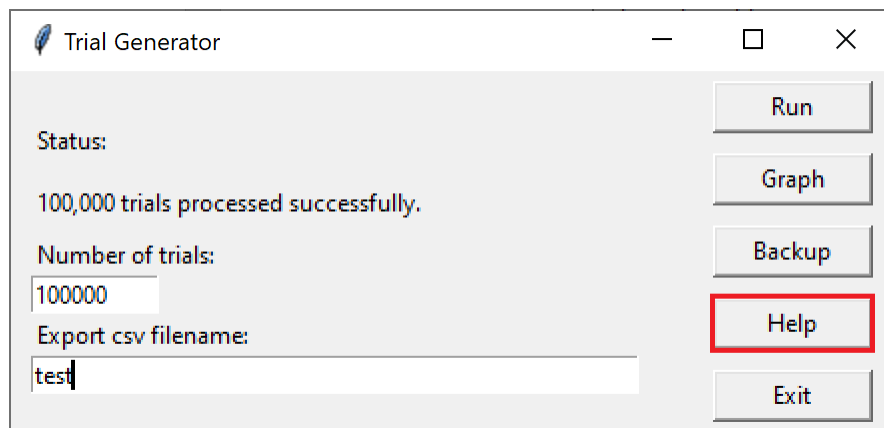 Trial Generator
Run
Status:
Graph
100,000 trials processed successfully.
Backup
Number of trials:
100000
Help
Export csv filename:
test
Exit